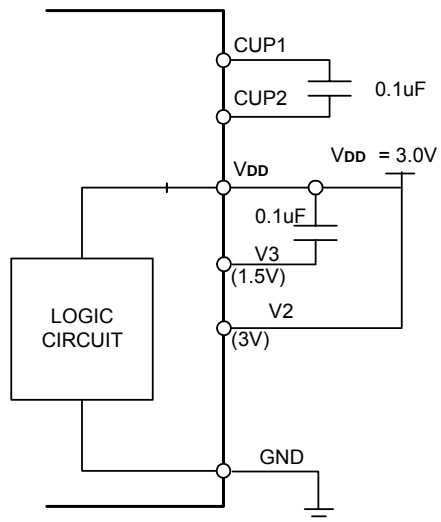 CUP1
0.1uF
CUP2
VDD
VDD = 3.0V
0.1uF
V3
(1.5V)
LOGIC
CIRCUIT
V2
(3V)
GND